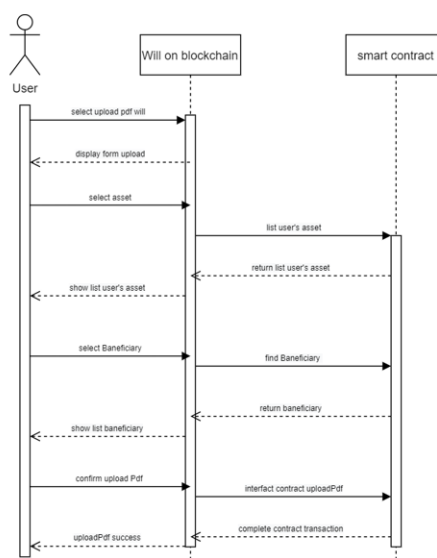 Will on blockchain
smart contract
User
select upload pdf will
display form upload
select asset
list user's asset
return list user's asset
show list user's asset
select Baneficiary
find Baneficiary
return baneficiary
show list baneficiary
confirm upload Pdf
interfact contract uploadPdf
complete contract transaction
uploadPdf success